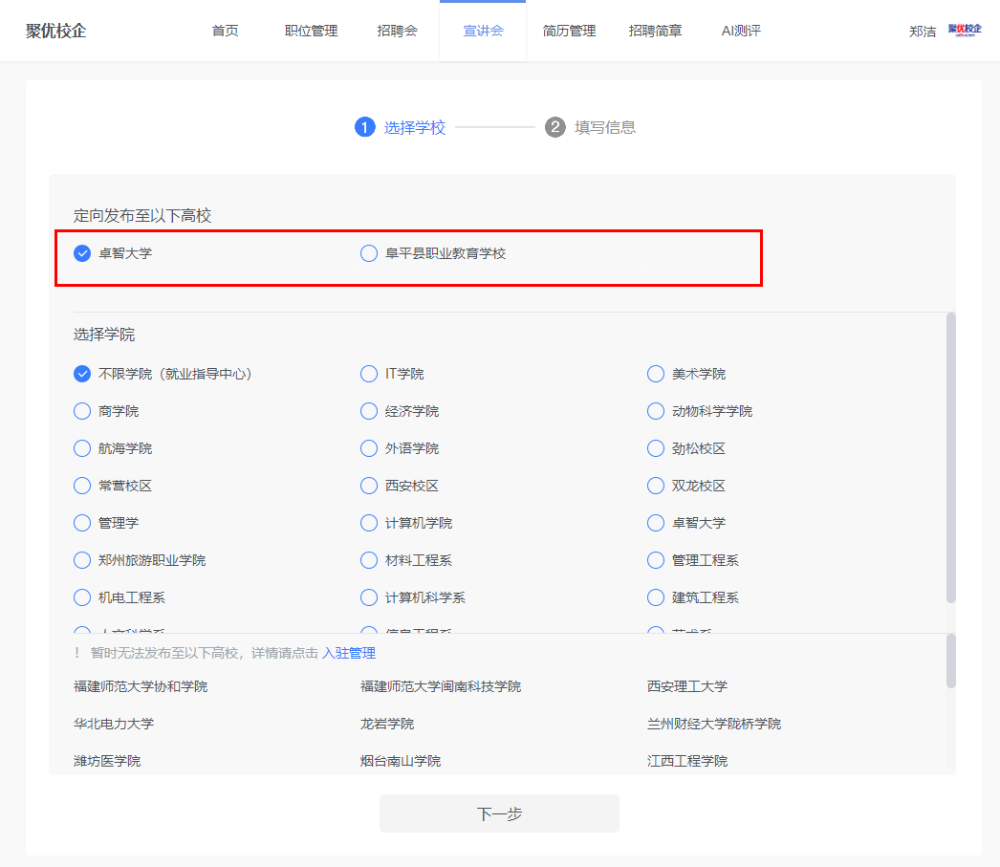 聚优校企 首页 职位管理 招聘会 宣讲会 简历管理 招聘简章 AI测评 郑洁 聚优校企
1 选择学校 2 填写信息
定向发布至以下高校
卓智大学 阜平县职业教育学校
选择学院
不限学院（就业指导中心） IT学院 美术学院
商学院 经济学院 动物科学学院
航海学院 外语学院 劲松校区
常营校区 西安校区 双龙校区
管理学 计算机学院 卓智大学
郑州旅游职业学院 材料工程系 管理工程系
机电工程系 计算机科学系 建筑工程系
! 暂时无法发布至以下高校，详情请点击 入驻管理
福建师范大学协和学院 福建师范大学闽南科技学院 西安理工大学
华北电力大学 龙岩学院 兰州财经大学陇桥学院
潍坊医学院 烟台南山学院 江西工程学院
下一步